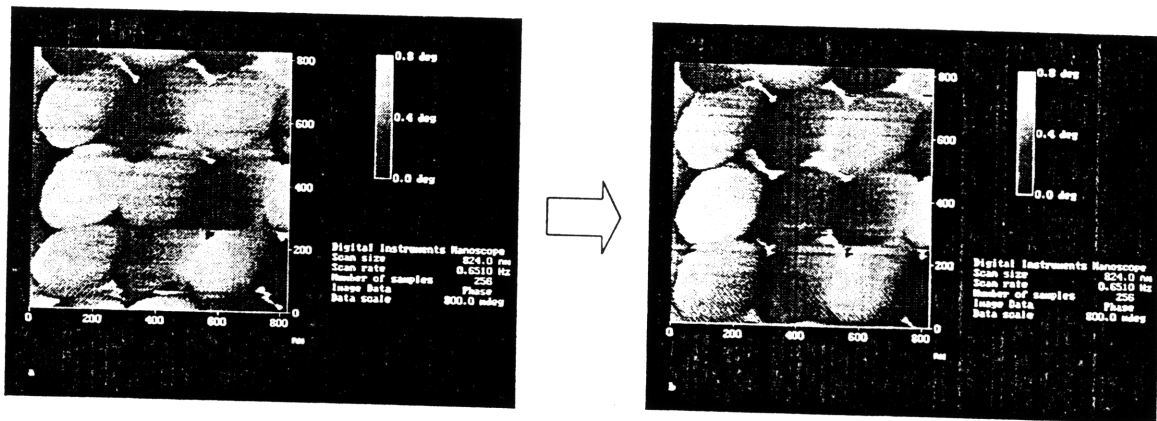 0.8 deg
800
600
0.4 deg
400
0.0 deg
200
0
0 200 400 600 800
nm
Digital Instruments Nanoscope
Scan size 824.0 nm
Scan rate 0.6510 Hz
Number of samples 256
Image Data Phase
Data scale 800.0 mdeg
a
0.8 deg
800
600
0.4 deg
400
0.0 deg
200
0
0 200 400 600 800
nm
Digital Instruments Nanoscope
Scan size 824.0 nm
Scan rate 0.6510 Hz
Number of samples 256
Image Data Phase
Data scale 800.0 mdeg
b